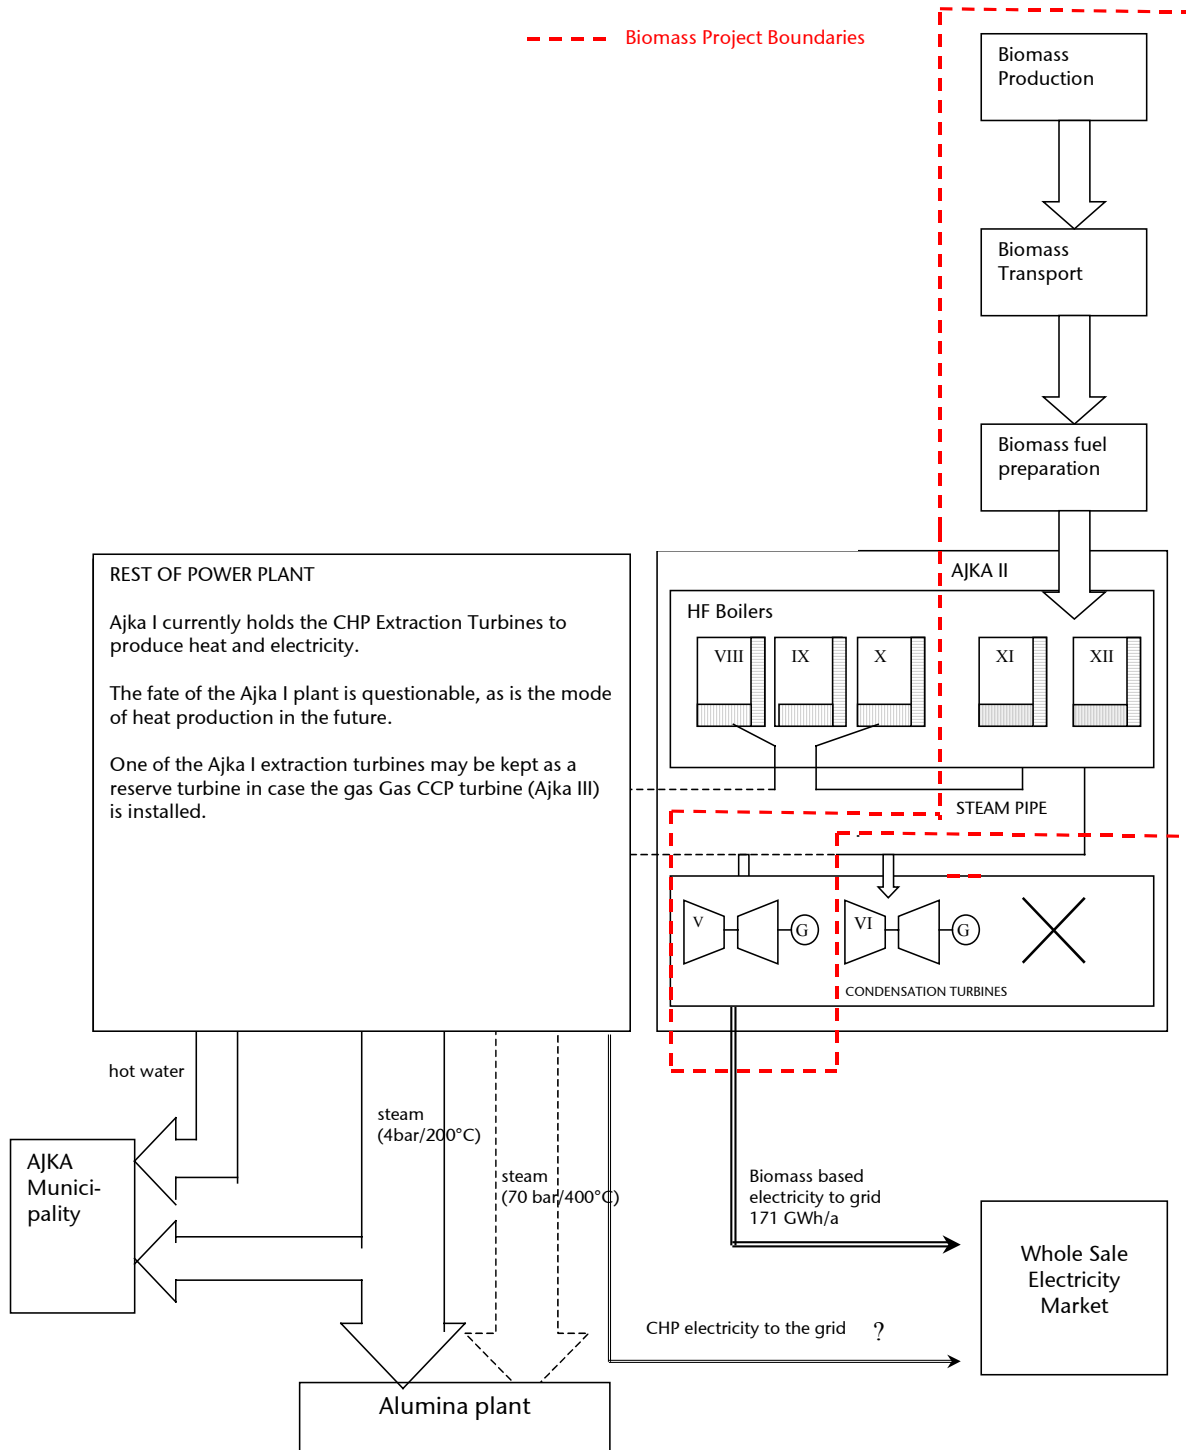 Biomass Project Boundaries
Biomass
Production
Biomass
Transport
Biomass fuel
preparation
REST OF POWER PLANT
Ajka I currently holds the CHP Extraction Turbines to
produce heat and electricity.
The fate of the Ajka I plant is questionable, as is the mode
of heat production in the future.
One of the Ajka I extraction turbines may be kept as a
reserve turbine in case the gas Gas CCP turbine (Ajka III)
is installed.
AJKA II
HF Boilers
VIII
IX
X
XI
XII
STEAM PIPE
V
G
VI
G
CONDENSATION TURBINES
hot water
steam
(4bar/200°C)
steam
(70 bar/400°C)
AJKA
Munici-
pality
Biomass based
electricity to grid
171 GWh/a
Whole Sale
Electricity
Market
CHP electricity to the grid ?
Alumina plant